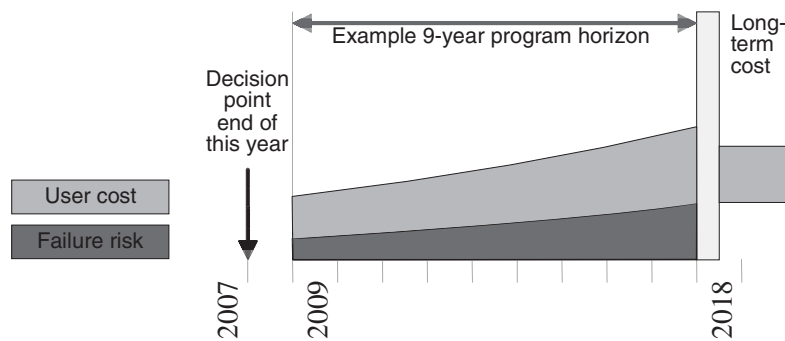 Example 9-year program horizon
Long-
term
cost
Decision
point
end of
this year
User cost
Failure risk
2007
2009
2018